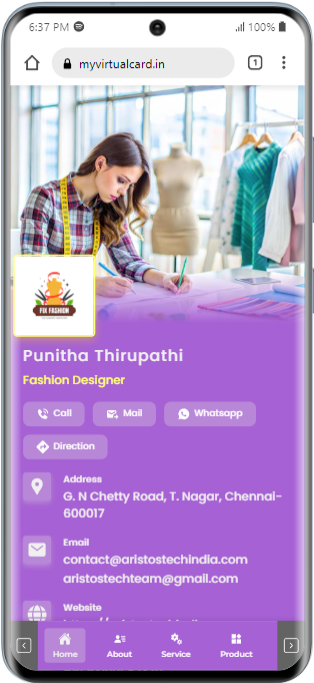 6:37 PM
100%
myvirtualcard.in
1
FIX FASHION
Punitha Thirupathi
Fashion Designer
Call
Mail
Whatsapp
Direction
Address
G. N Chetty Road, T. Nagar, Chennai-
600017
Email
contact@aristostechindia.com
aristostechteam@gmail.com
Website
Home
About
Service
Product